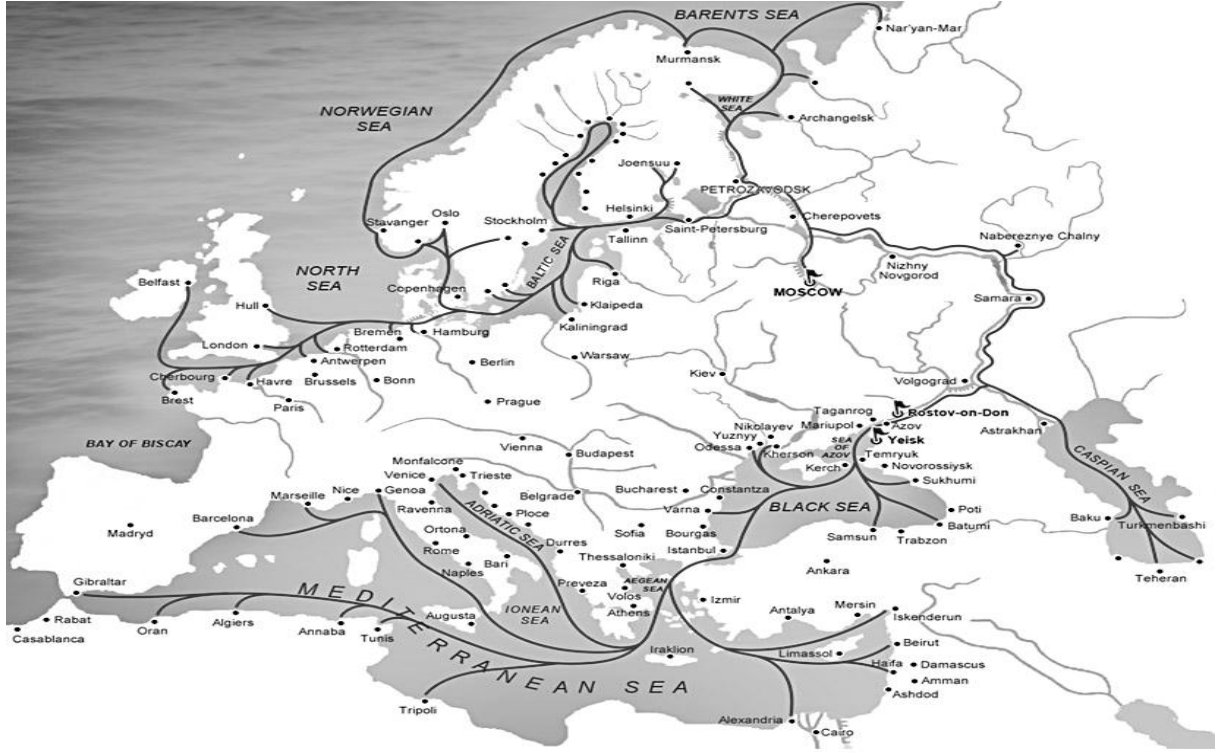 BARENTS SEA
Nar'yan-Mar
Murmansk
NORWEGIAN
SEA
WHITE
SEA
Archangelsk
Joensuu
PETROZAVODSK
Stavanger
Oslo
Stockholm
Helsinki
Tallinn
Saint-Petersburg
Cherepovets
Nabereznye Chalny
NORTH
SEA
BALTIC SEA
Nizhny
Novgorod
Belfast
Copenhagen
Riga
MOSCOW
Samara
Hull
Klaipeda
Bremen
Hamburg
Kaliningrad
London
Rotterdam
Antwerpen
Berlin
Warsaw
Cherbourg
Havre
Brussels
Bonn
Kiev
Volgograd
Brest
Paris
Prague
Taganrog
Rostov-on-Don
Nikolayev
Mariupol
Azov
Astrakhan
BAY OF BISCAY
Vienna
Yuznyy
Odessa
Kherson
SEA
OF
AZOV
Yeisk
Budapest
Temryuk
Monfalcone
Trieste
Kerch
Novorossiysk
CASPIAN SEA
Venice
Sukhumi
Marseille
Nice
Genoa
Belgrade
Bucharest
Constantza
Ravenna
ADRIATIC SEA
Ploce
Varna
BLACK SEA
Poti
Baku
Turkmenbashi
Barcelona
Madryd
Ortona
Sofia
Bourgas
Batumi
Samsun
Trabzon
Rome
Durres
Istanbul
Thessaloniki
Bari
Naples
Ankara
Teheran
Gibraltar
Preveza
AEGEAN
SEA
Volos
MEDITERRANEAN SEA
IONEAN
SEA
Athens
Izmir
Antalya
Mersin
Iskenderun
Rabat
Casablanca
Oran
Algiers
Annaba
Tunis
Augusta
Iraklion
Limassol
Beirut
Haifa
Damascus
Amman
Ashdod
Tripoli
Alexandria
Cairo